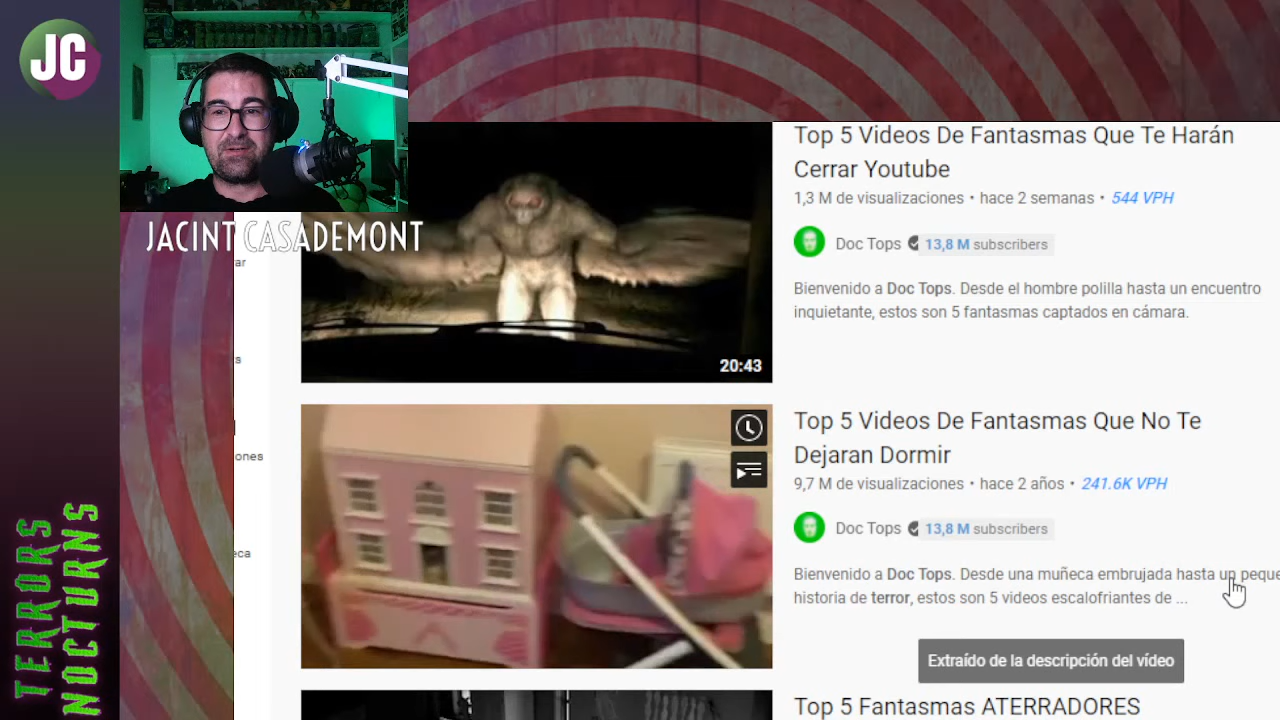 JC
TERRORS
NOCTURNS
JACINT CASADEMONT
ar
s
ones
eca
20:43
Top 5 Videos De Fantasmas Que Te Harán
Cerrar Youtube
1,3 M de visualizaciones • hace 2 semanas • 544 VPH
Doc Tops 13,8 M subscribers
Bienvenido a Doc Tops. Desde el hombre polilla hasta un encuentro
inquietante, estos son 5 fantasmas captados en cámara.
Top 5 Videos De Fantasmas Que No Te
Dejaran Dormir
9,7 M de visualizaciones • hace 2 años • 241.6K VPH
Doc Tops 13,8 M subscribers
Bienvenido a Doc Tops. Desde una muñeca embrujada hasta un peque
historia de terror, estos son 5 videos escalofriantes de ...
Extraído de la descripción del vídeo
Top 5 Fantasmas ATERRADORES